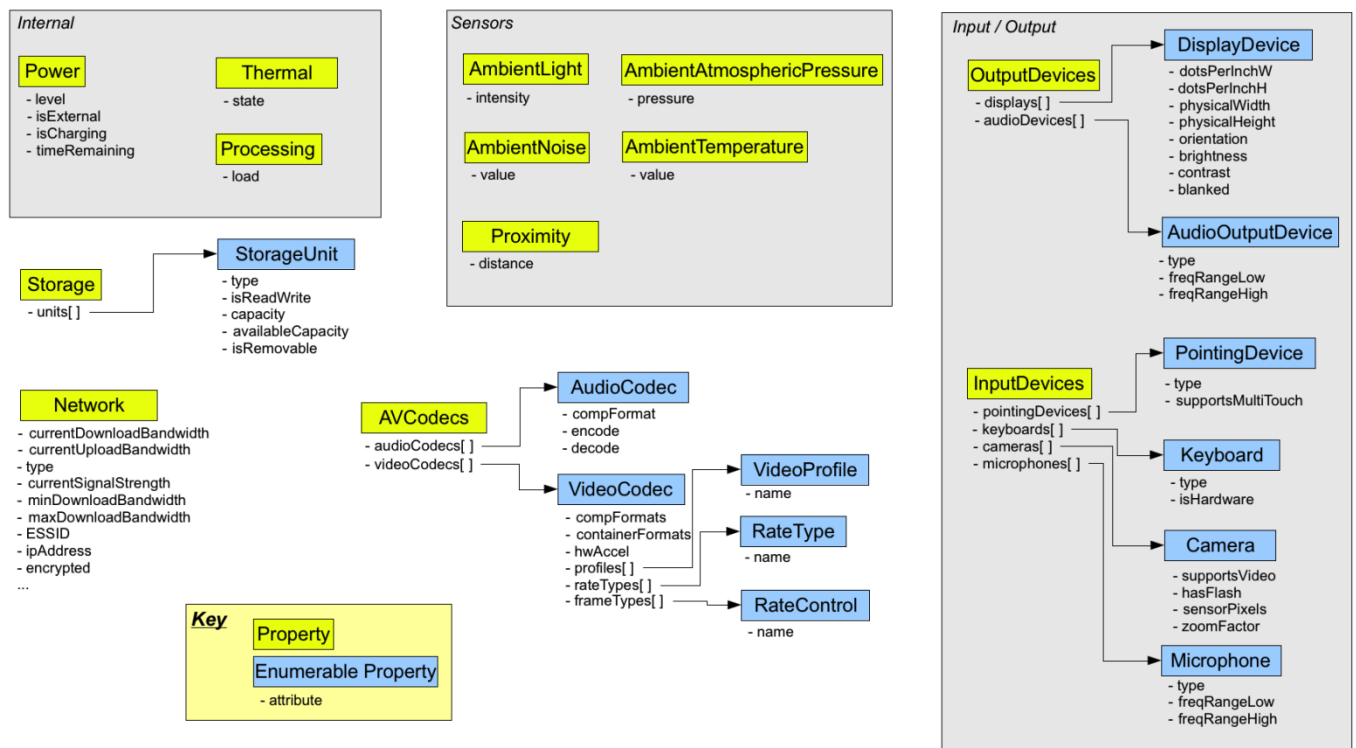 Internal
Power
- level
- isExternal
- isCharging
- timeRemaining
Thermal
- state
Processing
- load
Sensors
AmbientLight
- intensity
AmbientAtmosphericPressure
- pressure
AmbientNoise
- value
AmbientTemperature
- value
Proximity
- distance
Input / Output
OutputDevices
- displays[ ]
- audioDevices[ ]
DisplayDevice
- dotsPerInchW
- dotsPerInchH
- physicalWidth
- physicalHeight
- orientation
- brightness
- contrast
- blanked
AudioOutputDevice
- type
- freqRangeLow
- freqRangeHigh
InputDevices
- pointingDevices[ ]
- keyboards[ ]
- cameras[ ]
- microphones[ ]
PointingDevice
- type
- supportsMultiTouch
Keyboard
- type
- isHardware
Camera
- supportsVideo
- hasFlash
- sensorPixels
- zoomFactor
Microphone
- type
- freqRangeLow
- freqRangeHigh
Storage
- units[ ]
StorageUnit
- type
- isReadWrite
- capacity
- availableCapacity
- isRemovable
Network
- currentDownloadBandwidth
- currentUploadBandwidth
- type
- currentSignalStrength
- minDownloadBandwidth
- maxDownloadBandwidth
- ESSID
- ipAddress
- encrypted
...
AVCodecs
- audioCodecs[ ]
- videoCodecs[ ]
AudioCodec
- compFormat
- encode
- decode
VideoCodec
- compFormats
- containerFormats
- hwAccel
- profiles[ ]
- rateTypes[ ]
- frameTypes[ ]
VideoProfile
- name
RateType
- name
RateControl
- name
Key
Property
Enumerable Property
- attribute